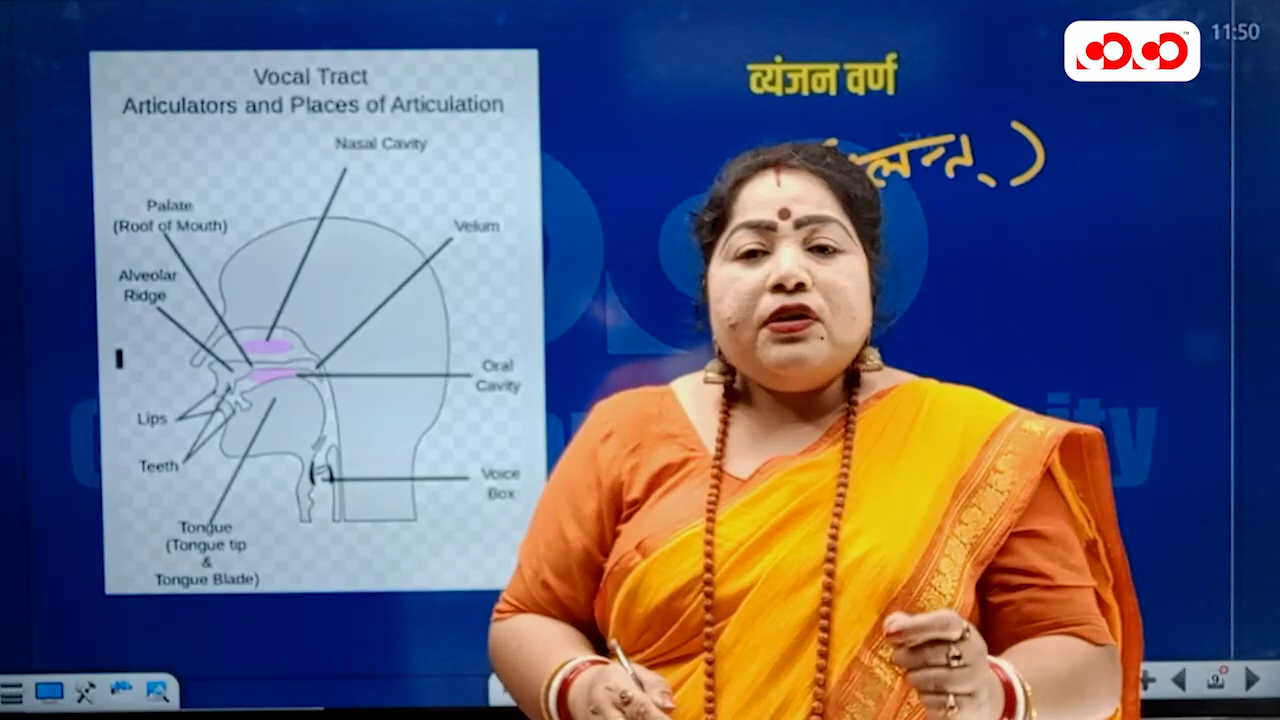 Vocal Tract
Articulators and Places of Articulation
Nasal Cavity
Palate
(Roof of Mouth)
Velum
Alveolar
Ridge
Oral
Cavity
Lips
Teeth
Voice
Box
Tongue
(Tongue tip
&
Tongue Blade)
व्यंजन वर्ण
11:50
9